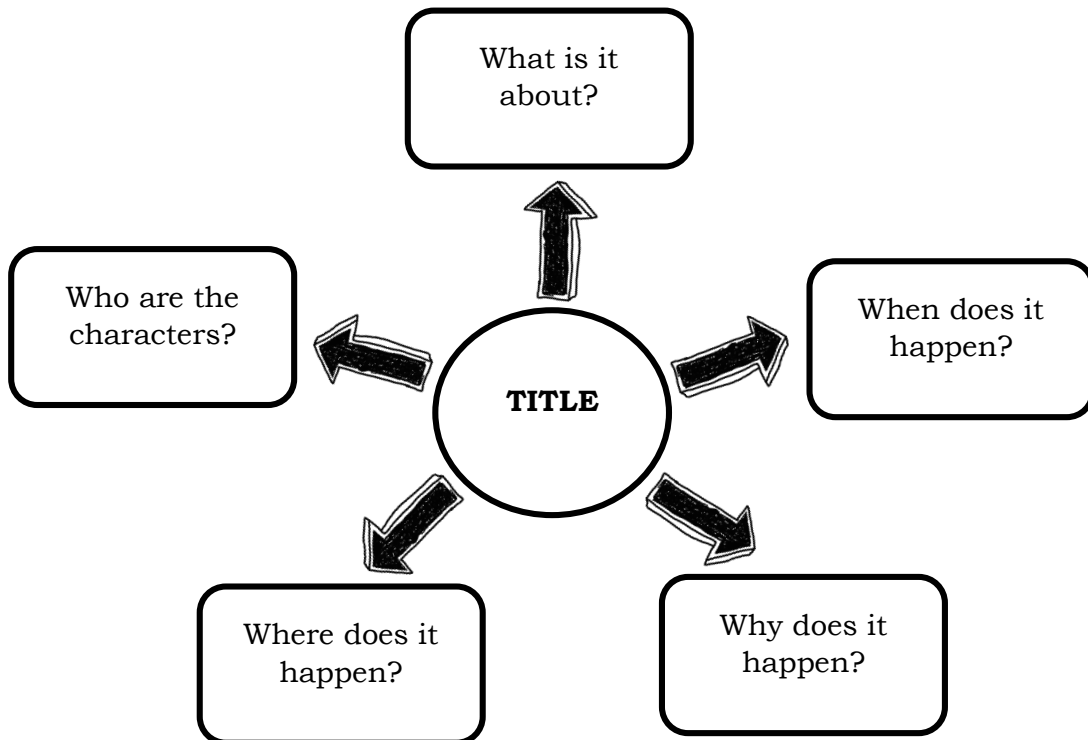 What is it
about?
Who are the
characters?
When does it
happen?
TITLE
Where does it
happen?
Why does it
happen?